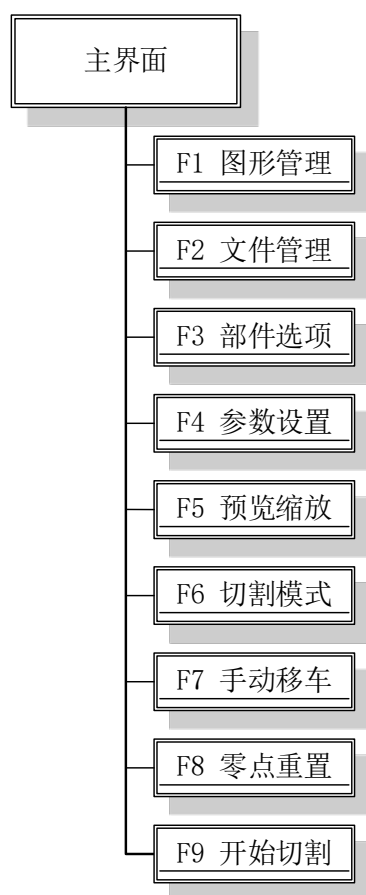 主界面
F1 图形管理
F2 文件管理
F3 部件选项
F4 参数设置
F5 预览缩放
F6 切割模式
F7 手动移车
F8 零点重置
F9 开始切割